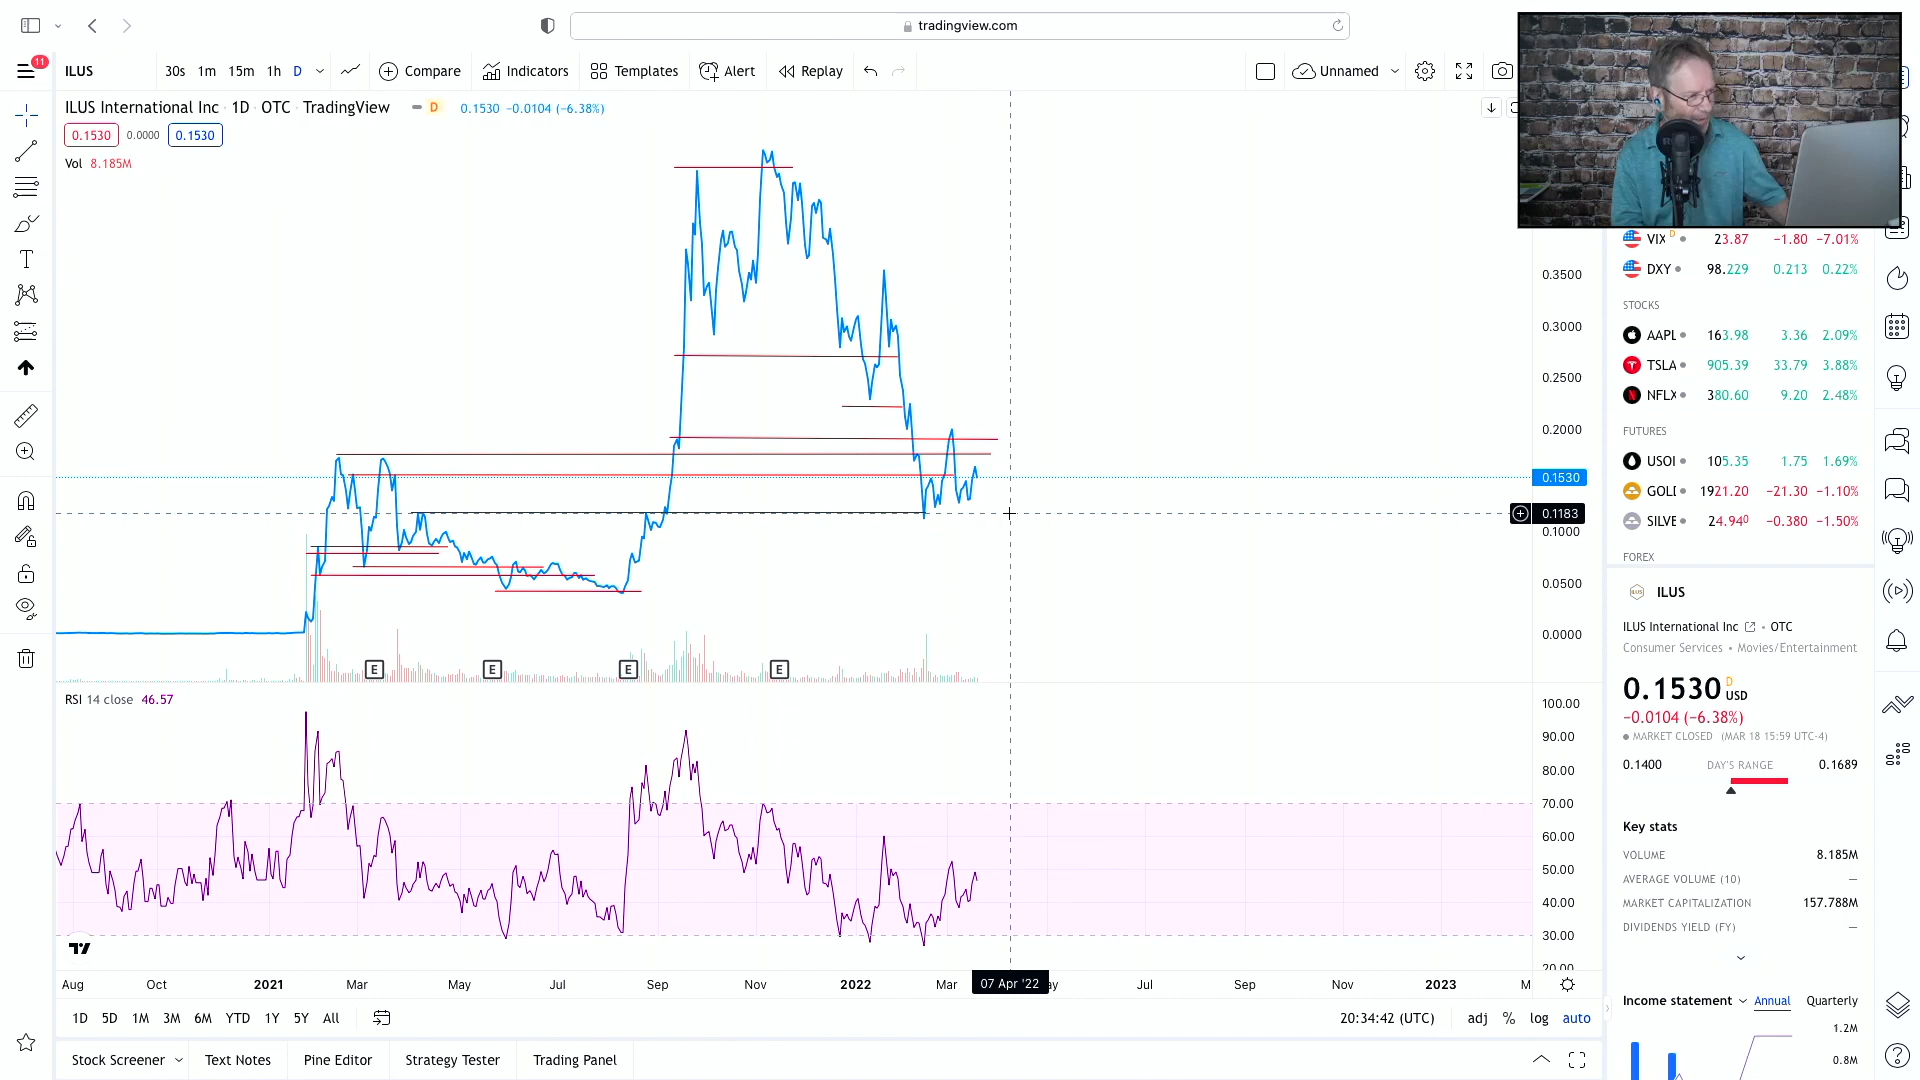 tradingview.com
11
ILUS
30s 1m 15m 1h D
Compare
Indicators
Templates
Alert
Replay
Unnamed
ILUS International Inc 1D OTC TradingView
D 0.1530 −0.0104 (−6.38%)
0.1530 0.0000 0.1530
Vol 8.185M
0.3500
0.3000
0.2500
0.2000
0.1530
0.1183
0.1000
0.0500
0.0000
E E E E
RSI 14 close 46.57
100.00
90.00
80.00
70.00
60.00
50.00
40.00
30.00
20.00
Aug Oct 2021 Mar May Jul Sep Nov 2022 Mar 07 Apr '22 Jul Sep Nov 2023 M
1D 5D 1M 3M 6M YTD 1Y 5Y All
20:34:42 (UTC) adj % log auto
Stock Screener Text Notes Pine Editor Strategy Tester Trading Panel
VIX D 23.87 −1.80 −7.01%
DXY 98.229 0.213 0.22%
STOCKS
AAPL 163.98 3.36 2.09%
TSLA 905.39 33.79 3.88%
NFLX 380.60 9.20 2.48%
FUTURES
USOI 105.35 1.75 1.69%
GOLD 1921.20 −21.30 −1.10%
SILVE 24.940 −0.380 −1.50%
FOREX
ILUS
ILUS International Inc • OTC
Consumer Services • Movies/Entertainment
0.1530 D USD
−0.0104 (−6.38%)
MARKET CLOSED (MAR 18 15:59 UTC-4)
0.1400 DAY'S RANGE 0.1689
Key stats
VOLUME 8.185M
AVERAGE VOLUME (10) —
MARKET CAPITALIZATION 157.788M
DIVIDENDS YIELD (FY) —
Income statement Annual Quarterly
1.2M
0.8M